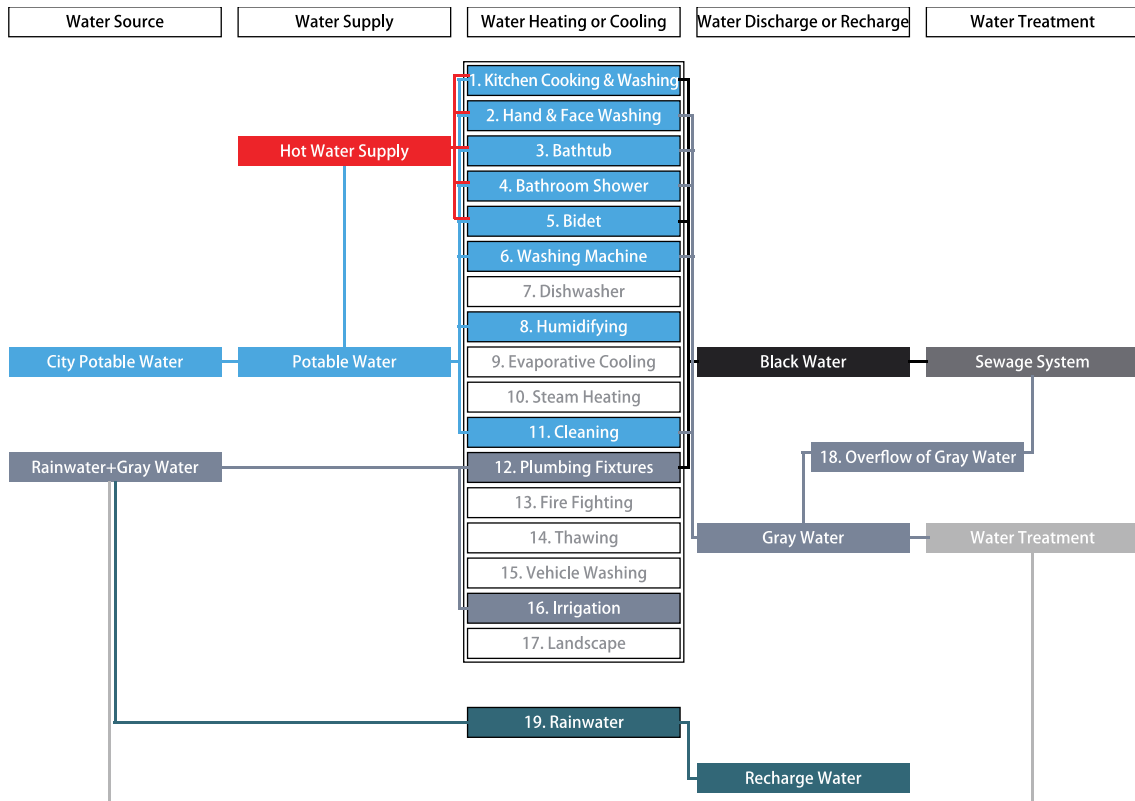 Water Source
Water Supply
Water Heating or Cooling
Water Discharge or Recharge
Water Treatment
1. Kitchen Cooking & Washing
2. Hand & Face Washing
Hot Water Supply
3. Bathtub
4. Bathroom Shower
5. Bidet
6. Washing Machine
7. Dishwasher
8. Humidifying
City Potable Water
Potable Water
9. Evaporative Cooling
Black Water
Sewage System
10. Steam Heating
11. Cleaning
Rainwater+Gray Water
12. Plumbing Fixtures
18. Overflow of Gray Water
13. Fire Fighting
14. Thawing
Gray Water
Water Treatment
15. Vehicle Washing
16. Irrigation
17. Landscape
19. Rainwater
Recharge Water